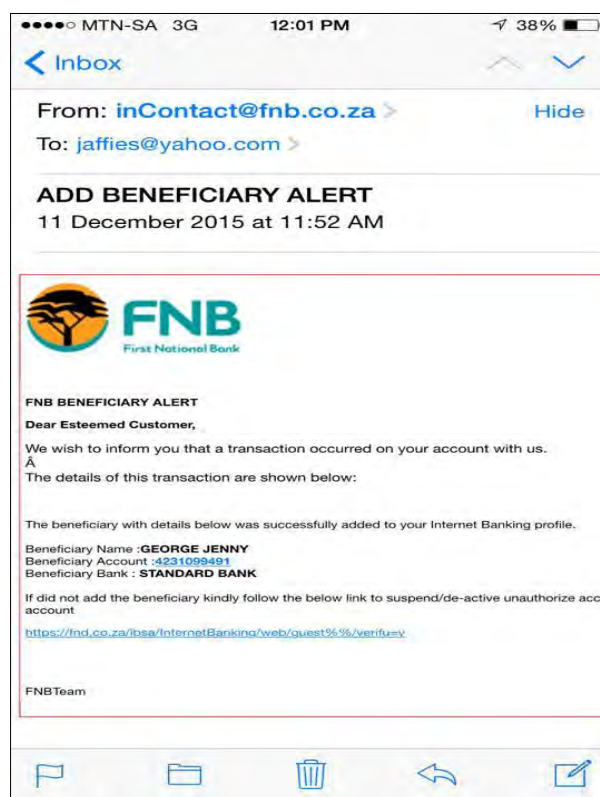 MTN-SA 3G 12:01 PM 38%
Inbox
From: inContact@fnb.co.za Hide
To: jaffies@yahoo.com
ADD BENEFICIARY ALERT
11 December 2015 at 11:52 AM
FNB
First National Bank
FNB BENEFICIARY ALERT
Dear Esteemed Customer,
We wish to inform you that a transaction occurred on your account with us.
Â
The details of this transaction are shown below:
The beneficiary with details below was successfully added to your Internet Banking profile.
Beneficiary Name :GEORGE JENNY
Beneficiary Account :4231099491
Beneficiary Bank : STANDARD BANK
If did not add the beneficiary kindly follow the below link to suspend/de-active unauthorize acc
account
https://fnd.co.za/ibsa/InternetBanking/web/guest%%/verifu=y
FNBTeam